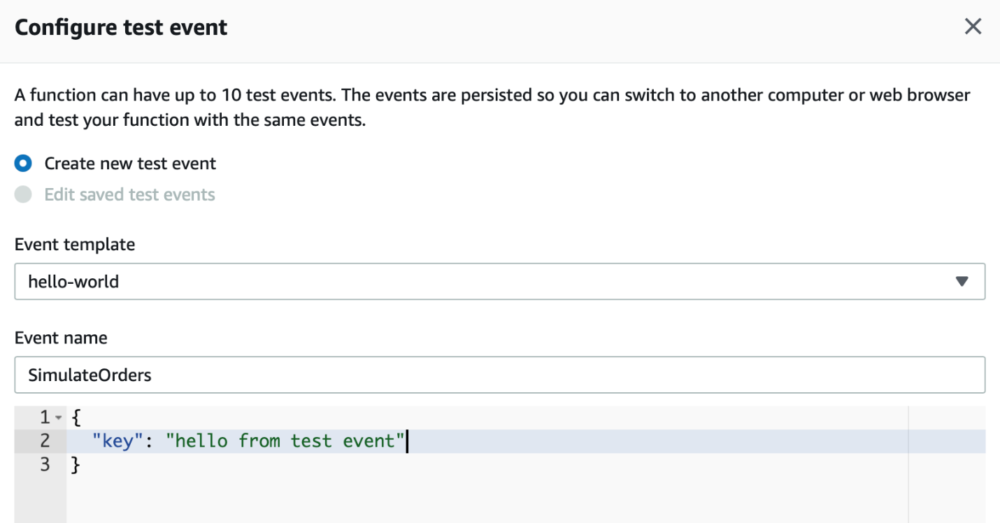 Configure test event
A function can have up to 10 test events. The events are persisted so you can switch to another computer or web browser
and test your function with the same events.
Create new test event
Edit saved test events
Event template
hello-world
Event name
SimulateOrders
1 {
2 "key": "hello from test event"
3 }